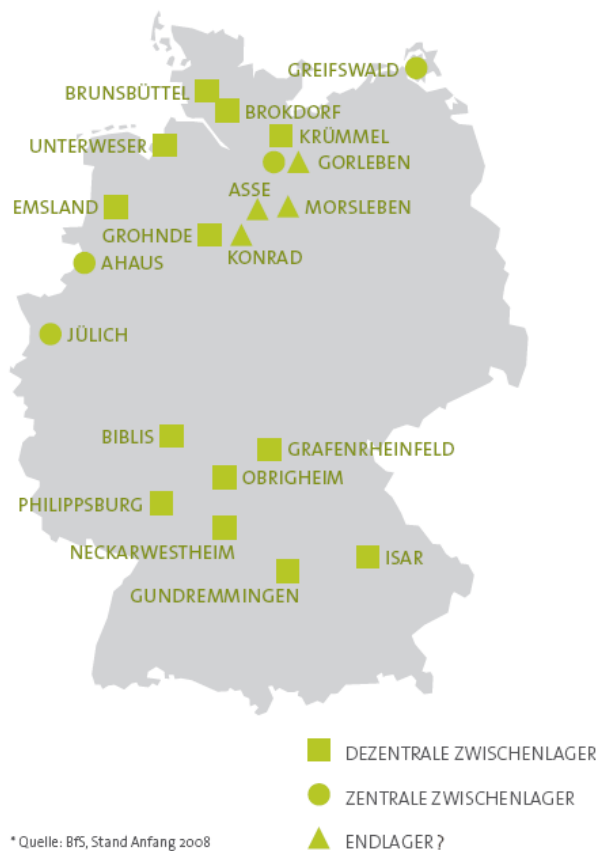 GREIFSWALD
BRUNSBÜTTEL
BROKDORF
KRÜMMEL
UNTERWESER
GORLEBEN
ASSE
EMSLAND
MORSLEBEN
GROHNDE
KONRAD
AHAUS
JÜLICH
BIBLIS
GRAFENRHEINFELD
OBRIGHEIM
PHILIPPSBURG
NECKARWESTHEIM
ISAR
GUNDREMMINGEN
DEZENTRALE ZWISCHENLAGER
ZENTRALE ZWISCHENLAGER
ENDLAGER?
* Quelle: BfS, Stand Anfang 2008